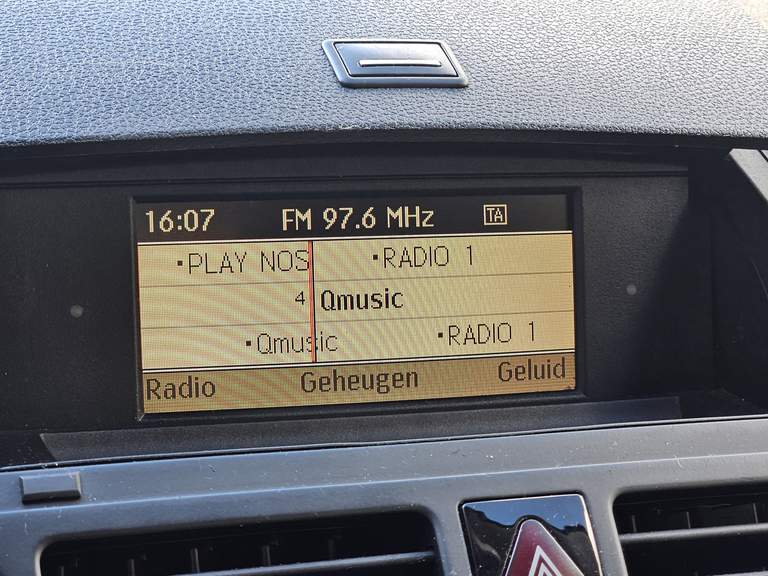 16:07 FM 97.6 MHz TA
▪PLAY NOS ▪RADIO 1
4 Qmusic
▪Qmusic ▪RADIO 1
Radio Geheugen Geluid